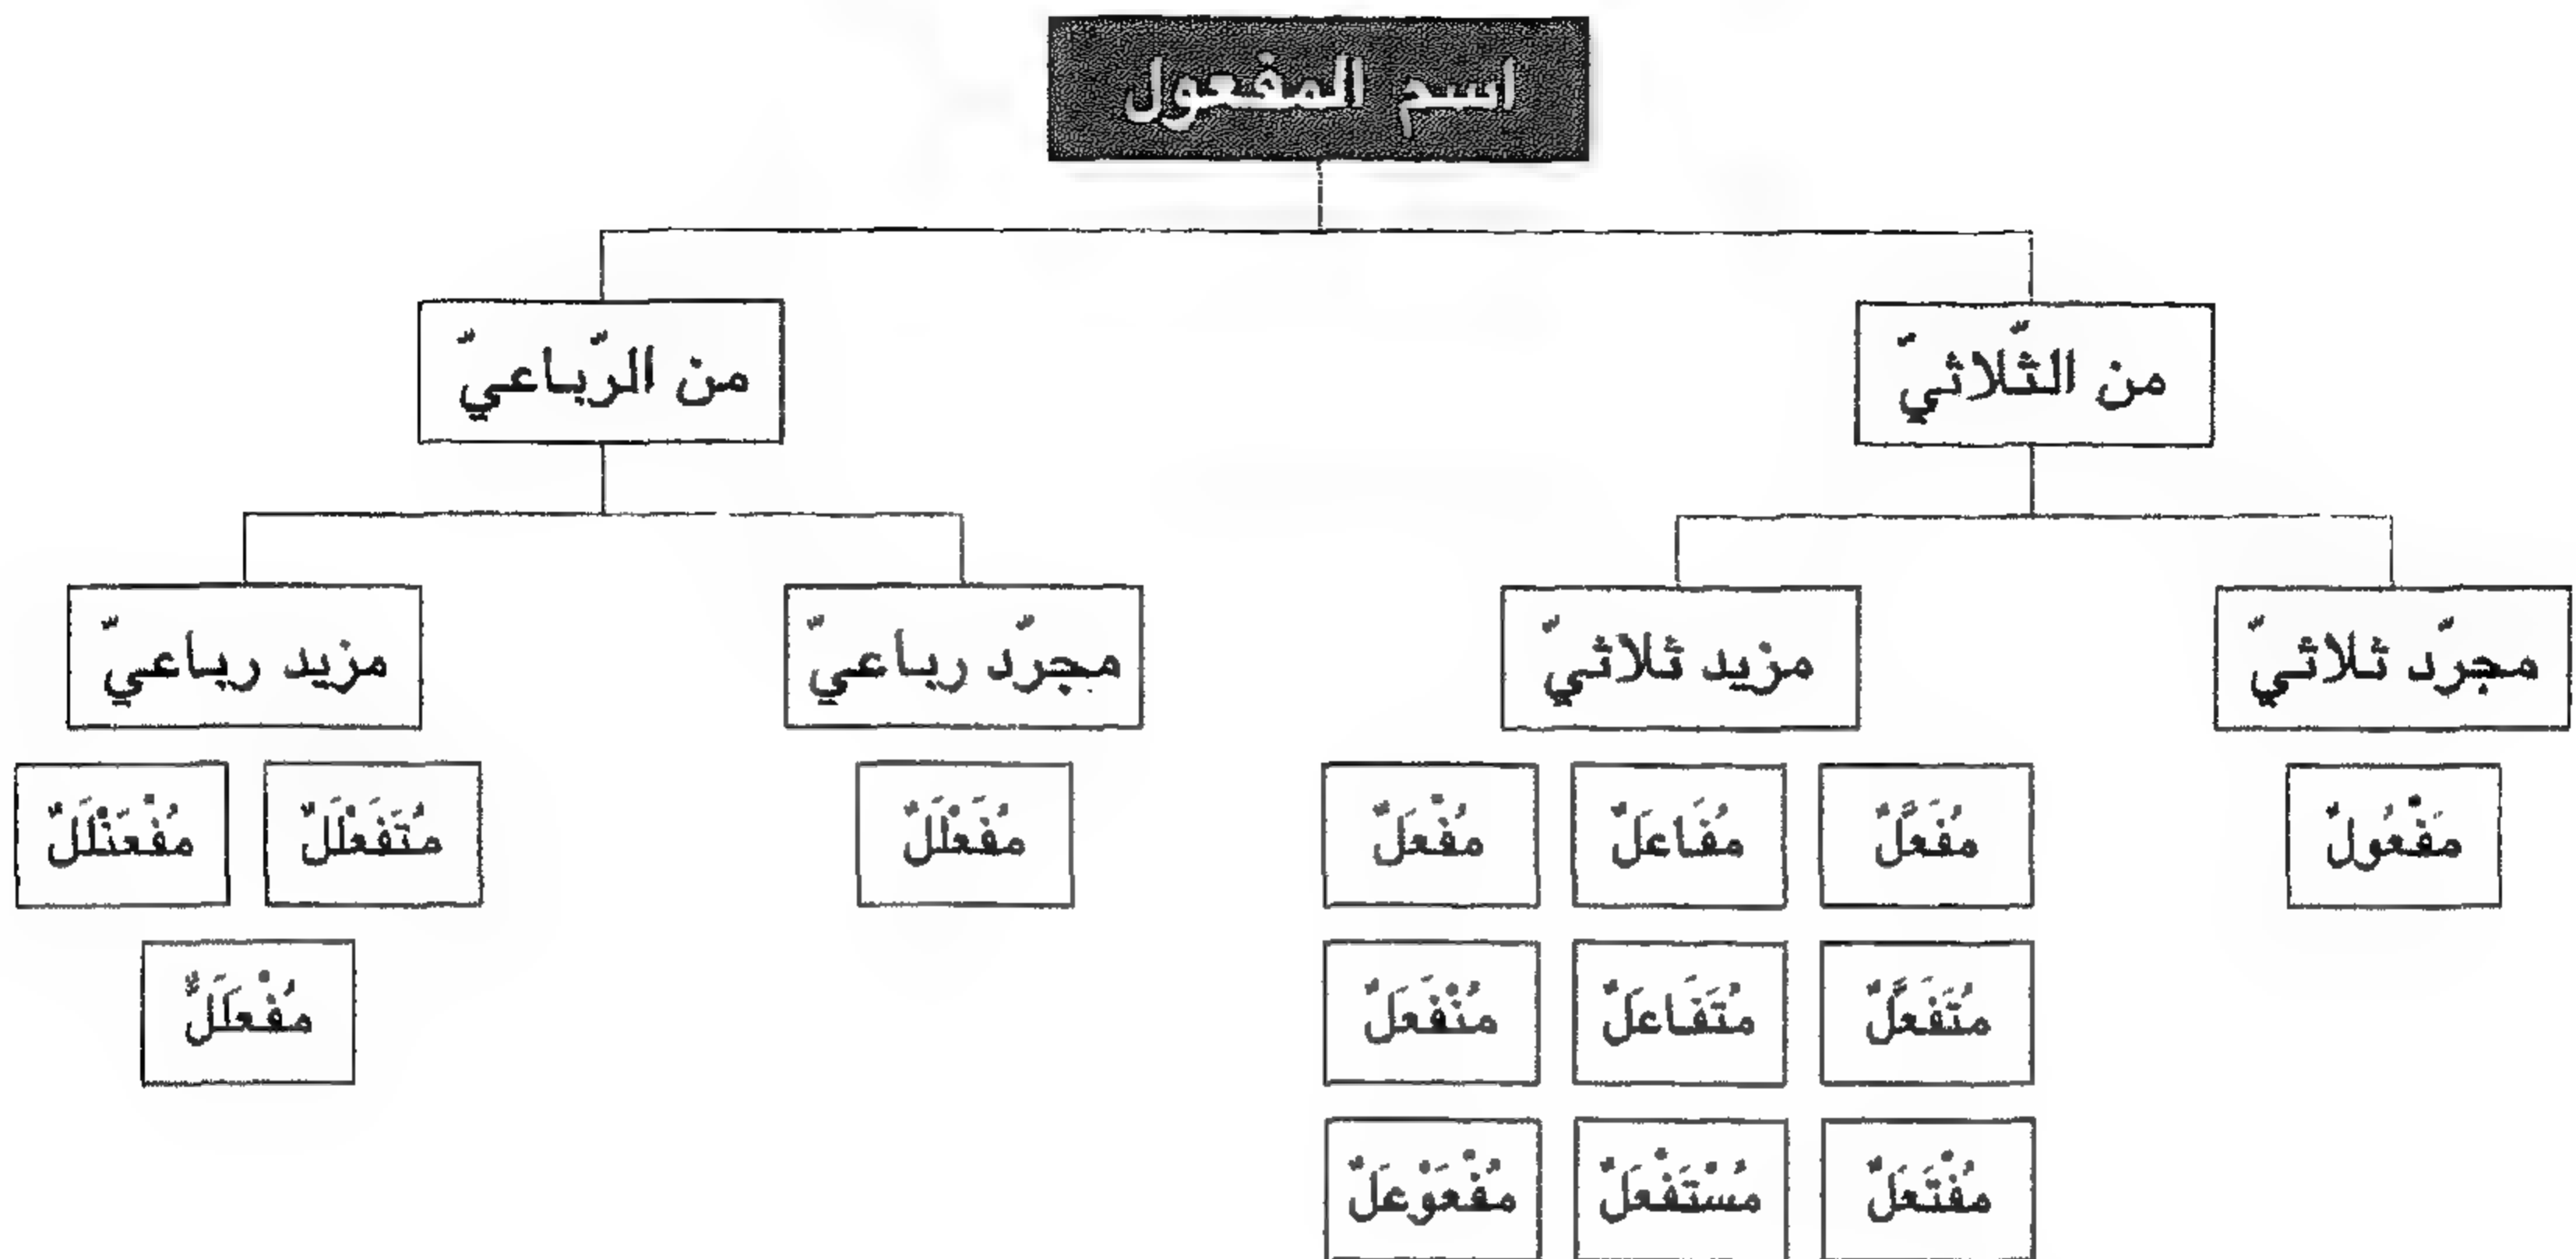 اسم المفعول
من الثّلاثيّ
من الرّباعيّ
مجرّد ثلاثيّ
مزيد ثلاثيّ
مجرّد رباعيّ
مزيد رباعيّ
مَفْعُولٌ
مُفَعَّلٌ
مُفَاعَلٌ
مُفْعَلٌ
مُفَعْلَلٌ
مُتَفَعْلَلٌ
مُفْعَنْلَلٌ
مُتَفَعَّلٌ
مُتَفَاعَلٌ
مُنْفَعَلٌ
مُفْعَلَلٌّ
مُفْتَعَلٌ
مُسْتَفْعَلٌ
مُفْعَوْعَلٌ